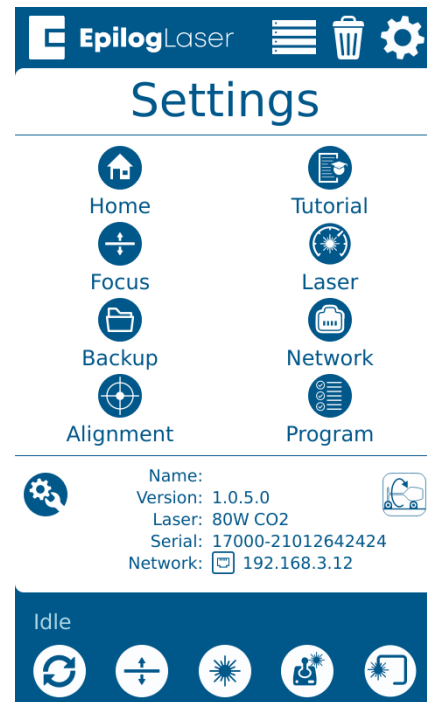 EpilogLaser
Settings
Home Tutorial
Focus Laser
Backup Network
Alignment Program
Name:
Version: 1.0.5.0
Laser: 80W CO2
Serial: 17000-21012642424
Network: 192.168.3.12
Idle